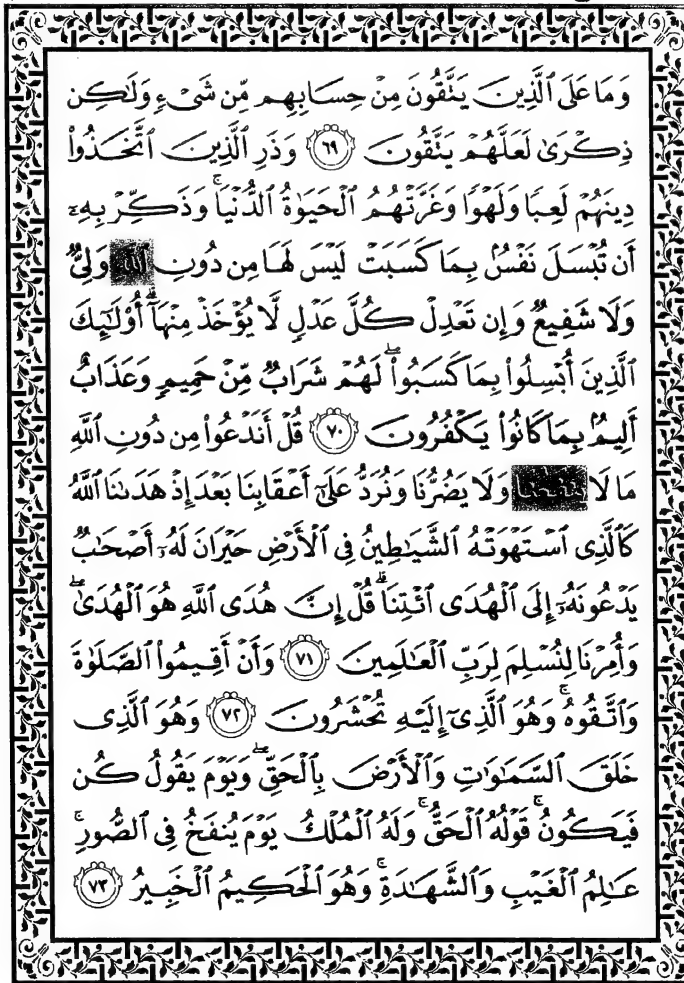 وَمَا عَلَى ٱلَّذِينَ يَتَّقُونَ مِنْ حِسَابِهِم مِّن شَىْءٍ وَلَٰكِن
ذِكْرَىٰ لَعَلَّهُمْ يَتَّقُونَ ٦٩ وَذَرِ ٱلَّذِينَ ٱتَّخَذُوا۟
دِينَهُمْ لَعِبًا وَلَهْوًا وَغَرَّتْهُمُ ٱلْحَيَوٰةُ ٱلدُّنْيَا ۚ وَذَكِّرْ بِهِۦٓ
أَن تُبْسَلَ نَفْسٌۢ بِمَا كَسَبَتْ لَيْسَ لَهَا مِن دُونِ ٱللَّهِ وَلِىٌّ
وَلَا شَفِيعٌ وَإِن تَعْدِلْ كُلَّ عَدْلٍ لَّا يُؤْخَذْ مِنْهَآ ۗ أُو۟لَٰٓئِكَ
ٱلَّذِينَ أُبْسِلُوا۟ بِمَا كَسَبُوا۟ ۖ لَهُمْ شَرَابٌ مِّنْ حَمِيمٍ وَعَذَابٌ
أَلِيمٌۢ بِمَا كَانُوا۟ يَكْفُرُونَ ٧٠ قُلْ أَنَدْعُوا۟ مِن دُونِ ٱللَّهِ
مَا لَا وَلَا يَضُرُّنَا وَنُرَدُّ عَلَىٰٓ أَعْقَابِنَا بَعْدَ إِذْ هَدَىٰنَا ٱللَّهُ
كَٱلَّذِى ٱسْتَهْوَتْهُ ٱلشَّيَٰطِينُ فِى ٱلْأَرْضِ حَيْرَانَ لَهُۥٓ أَصْحَٰبٌ
يَدْعُونَهُۥٓ إِلَى ٱلْهُدَى ٱئْتِنَا ۗ قُلْ إِنَّ هُدَى ٱللَّهِ هُوَ ٱلْهُدَىٰ ۖ
وَأُمِرْنَا لِنُسْلِمَ لِرَبِّ ٱلْعَٰلَمِينَ ٧١ وَأَنْ أَقِيمُوا۟ ٱلصَّلَوٰةَ
وَٱتَّقُوهُ ۚ وَهُوَ ٱلَّذِىٓ إِلَيْهِ تُحْشَرُونَ ٧٢ وَهُوَ ٱلَّذِى
خَلَقَ ٱلسَّمَٰوَٰتِ وَٱلْأَرْضَ بِٱلْحَقِّ ۖ وَيَوْمَ يَقُولُ كُن
فَيَكُونُ ۚ قَوْلُهُ ٱلْحَقُّ ۚ وَلَهُ ٱلْمُلْكُ يَوْمَ يُنفَخُ فِى ٱلصُّورِ ۚ
عَٰلِمُ ٱلْغَيْبِ وَٱلشَّهَٰدَةِ ۚ وَهُوَ ٱلْحَكِيمُ ٱلْخَبِيرُ ٧٣